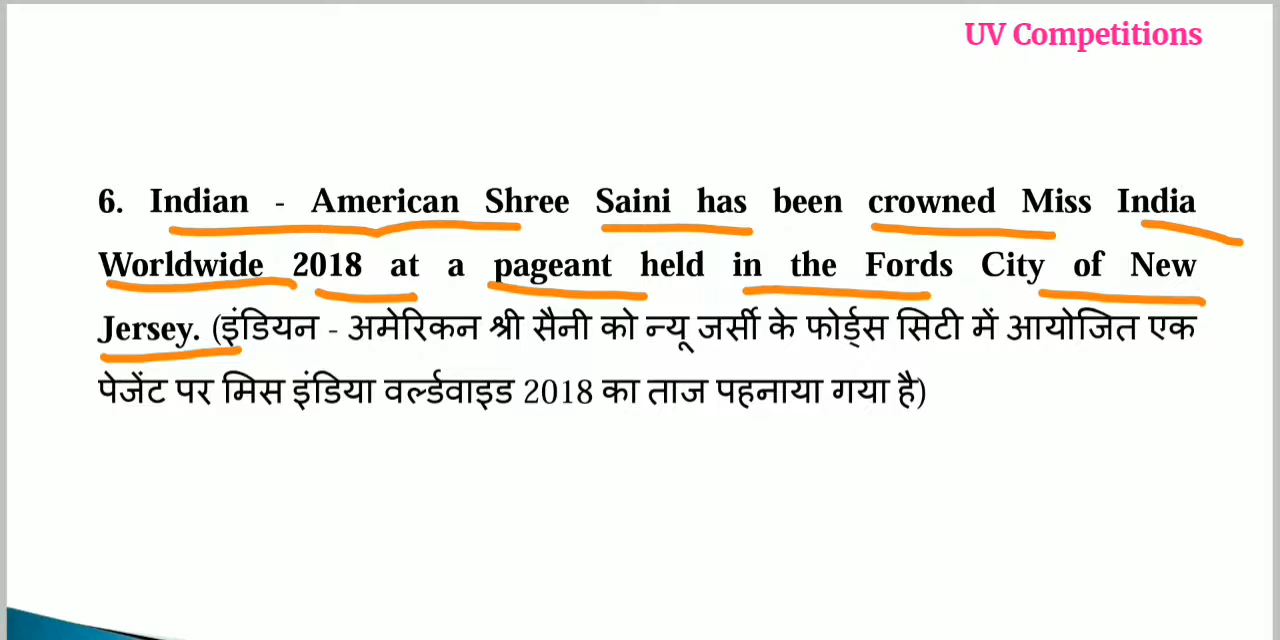 UV Competitions
6. Indian - American Shree Saini has been crowned Miss India
Worldwide 2018 at a pageant held in the Fords City of New
Jersey. (इंडियन - अमेरिकन श्री सैनी को न्यू जर्सी के फोर्ड्स सिटी में आयोजित एक
पेजेंट पर मिस इंडिया वर्ल्डवाइड 2018 का ताज पहनाया गया है)